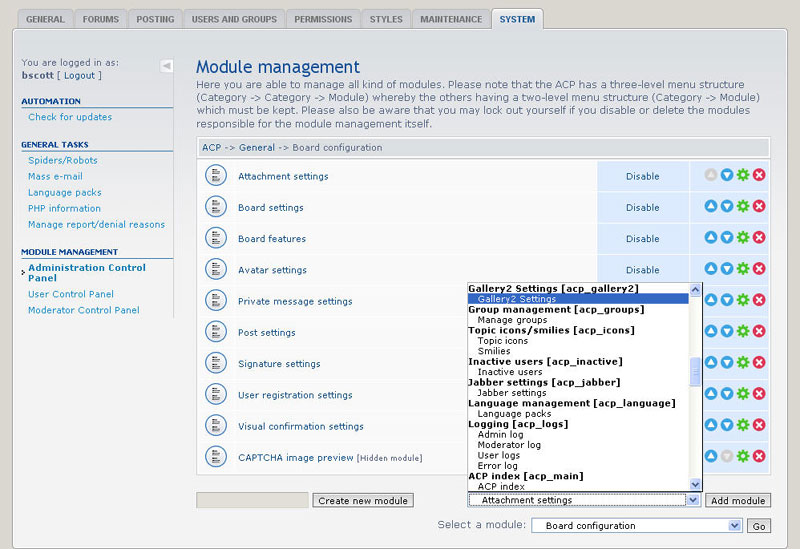 GENERAL FORUMS POSTING USERS AND GROUPS PERMISSIONS STYLES MAINTENANCE SYSTEM
You are logged in as:
bscott [ Logout ]
AUTOMATION
Check for updates
GENERAL TASKS
Spiders/Robots
Mass e-mail
Language packs
PHP information
Manage report/denial reasons
MODULE MANAGEMENT
Administration Control
Panel
User Control Panel
Moderator Control Panel
Module management
Here you are able to manage all kind of modules. Please note that the ACP has a three-level menu structure
(Category -> Category -> Module) whereby the others having a two-level menu structure (Category -> Module)
which must be kept. Please also be aware that you may lock out yourself if you disable or delete the modules
responsible for the module management itself.
ACP -> General -> Board configuration
Attachment settings Disable
Board settings Disable
Board features Disable
Avatar settings Disable
Private message settings
Post settings
Signature settings
User registration settings
Visual confirmation settings
CAPTCHA image preview [Hidden module]
Gallery2 Settings [acp_gallery2]
Gallery2 Settings
Group management [acp_groups]
Manage groups
Topic icons/smilies [acp_icons]
Topic icons
Smilies
Inactive users [acp_inactive]
Inactive users
Jabber settings [acp_jabber]
Jabber settings
Language management [acp_language]
Language packs
Logging [acp_logs]
Admin log
Moderator log
User logs
Error log
ACP index [acp_main]
ACP index
Create new module Attachment settings Add module
Select a module: Board configuration Go